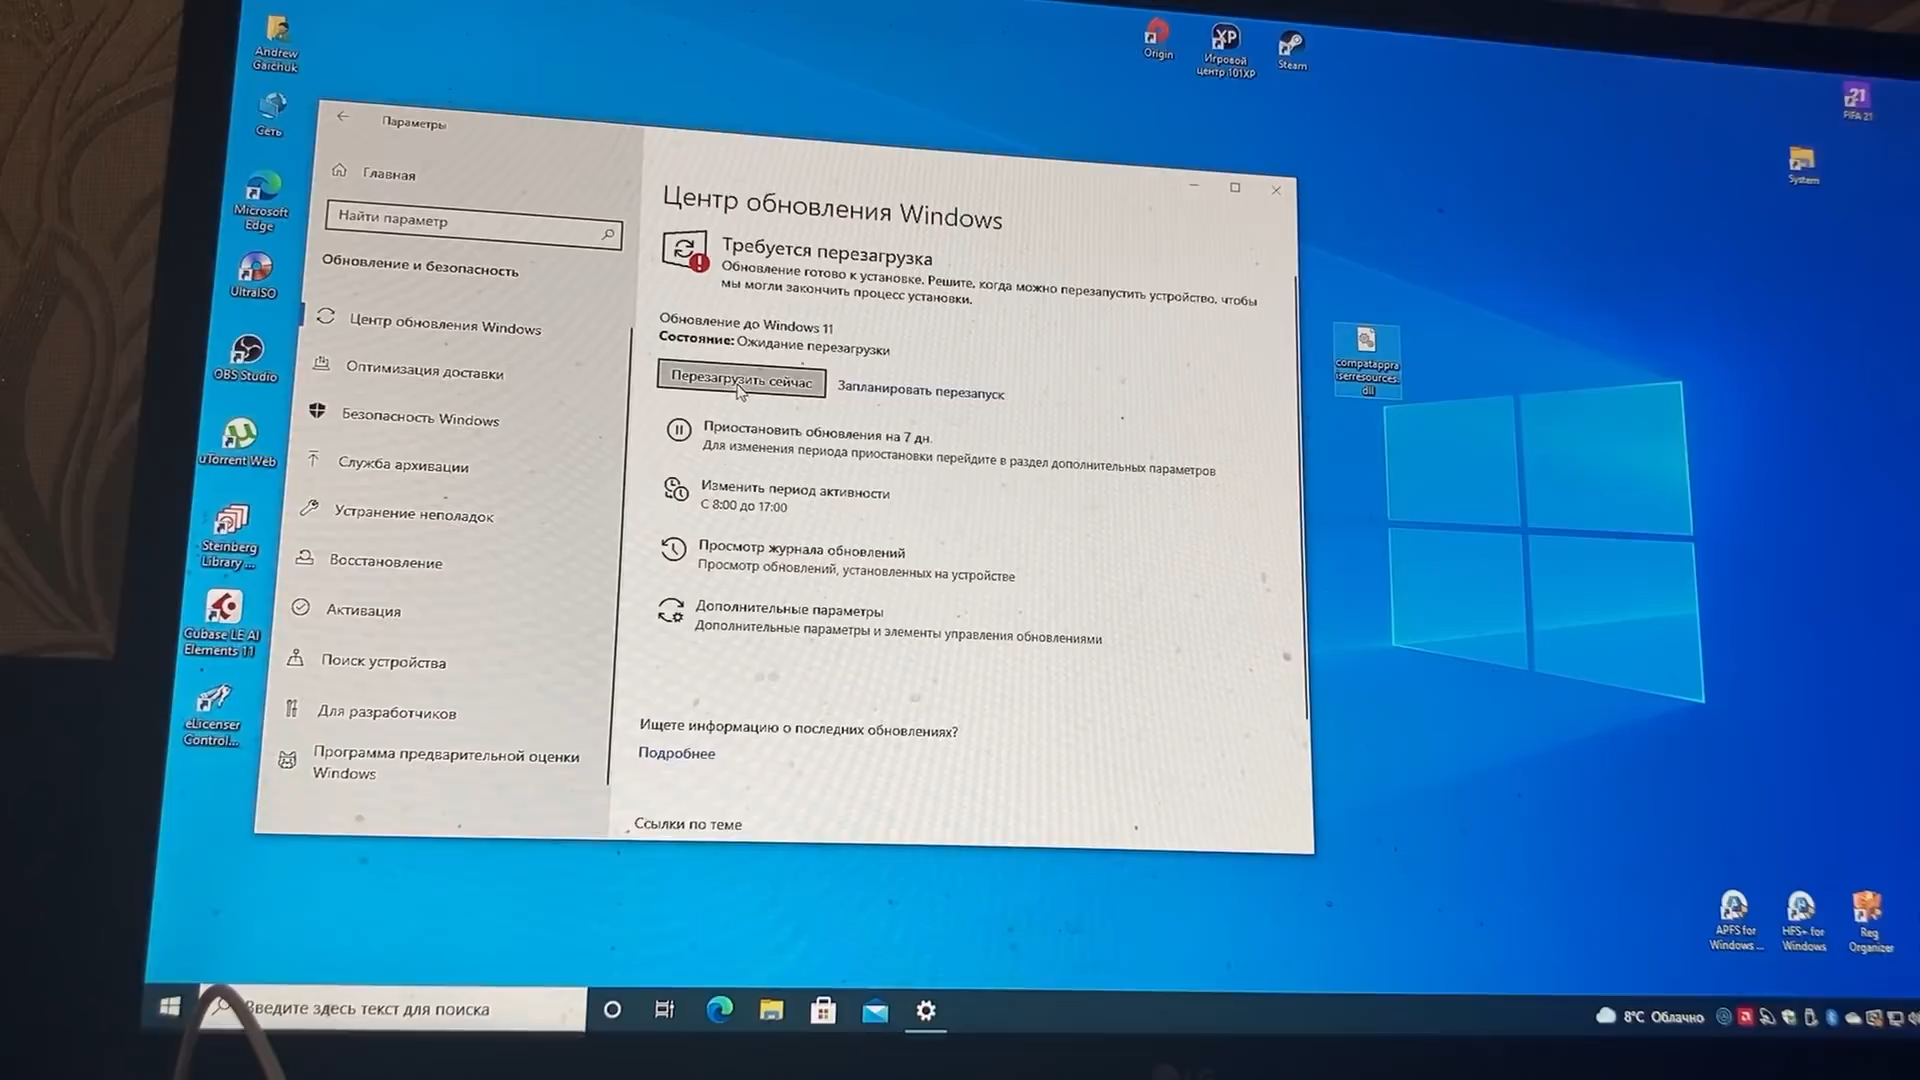 Andrew
Gaichuk
Сеть
Microsoft
Edge
UltraISO
OBS Studio
uTorrent Web
Steinberg
Library ...
Cubase LE AI
Elements 11
eLicenser
Control...
Origin
XP
Игровой
центр 101XP
Steam
21
FIFA 21
System
compatappra
iserresources.
dll
Параметры
Главная
Найти параметр
Обновление и безопасность
Центр обновления Windows
Оптимизация доставки
Безопасность Windows
Служба архивации
Устранение неполадок
Восстановление
Активация
Поиск устройства
Для разработчиков
Программа предварительной оценки
Windows
Центр обновления Windows
Требуется перезагрузка
Обновление готово к установке. Решите, когда можно перезапустить устройство, чтобы
мы могли закончить процесс установки.
Обновление до Windows 11
Состояние: Ожидание перезагрузки
Перезагрузить сейчас
Запланировать перезапуск
Приостановить обновления на 7 дн.
Для изменения периода приостановки перейдите в раздел дополнительных параметров
Изменить период активности
С 8:00 до 17:00
Просмотр журнала обновлений
Просмотр обновлений, установленных на устройстве
Дополнительные параметры
Дополнительные параметры и элементы управления обновлениями
Ищете информацию о последних обновлениях?
Подробнее
Ссылки по теме
APFS for
Windows ...
HFS+ for
Windows
Reg
Organizer
Введите здесь текст для поиска
8°C Облачно